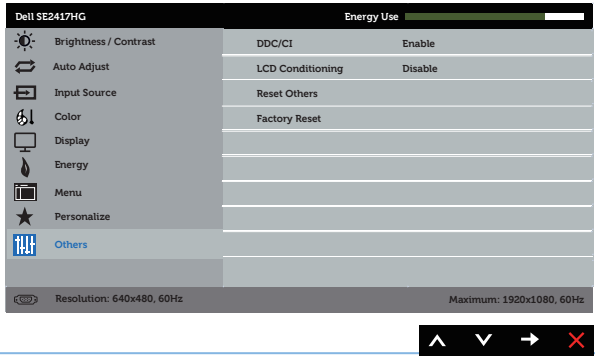 Dell SE2417HG Energy Use
Brightness / Contrast DDC/CI Enable
Auto Adjust LCD Conditioning Disable
Input Source Reset Others
Color Factory Reset
Display
Energy
Menu
Personalize
Others
Resolution: 640x480, 60Hz Maximum: 1920x1080, 60Hz